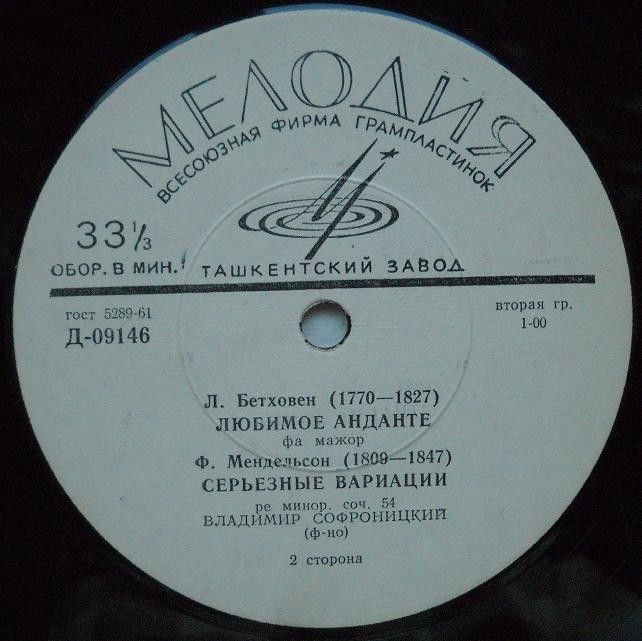 МЕЛОДИЯ
ВСЕСОЮЗНАЯ ФИРМА ГРАМПЛАСТИНОК
33⅓
ОБОР. В МИН. ТАШКЕНТСКИЙ ЗАВОД
гост 5289-61
Д-09146
вторая гр.
1-00
Л. Бетховен (1770—1827)
ЛЮБИМОЕ АНДАНТЕ
фа мажор
Ф. Мендельсон (1809—1847)
СЕРЬЕЗНЫЕ ВАРИАЦИИ
ре минор. соч. 54
ВЛАДИМИР СОФРОНИЦКИЙ
(ф-но)
2 сторона